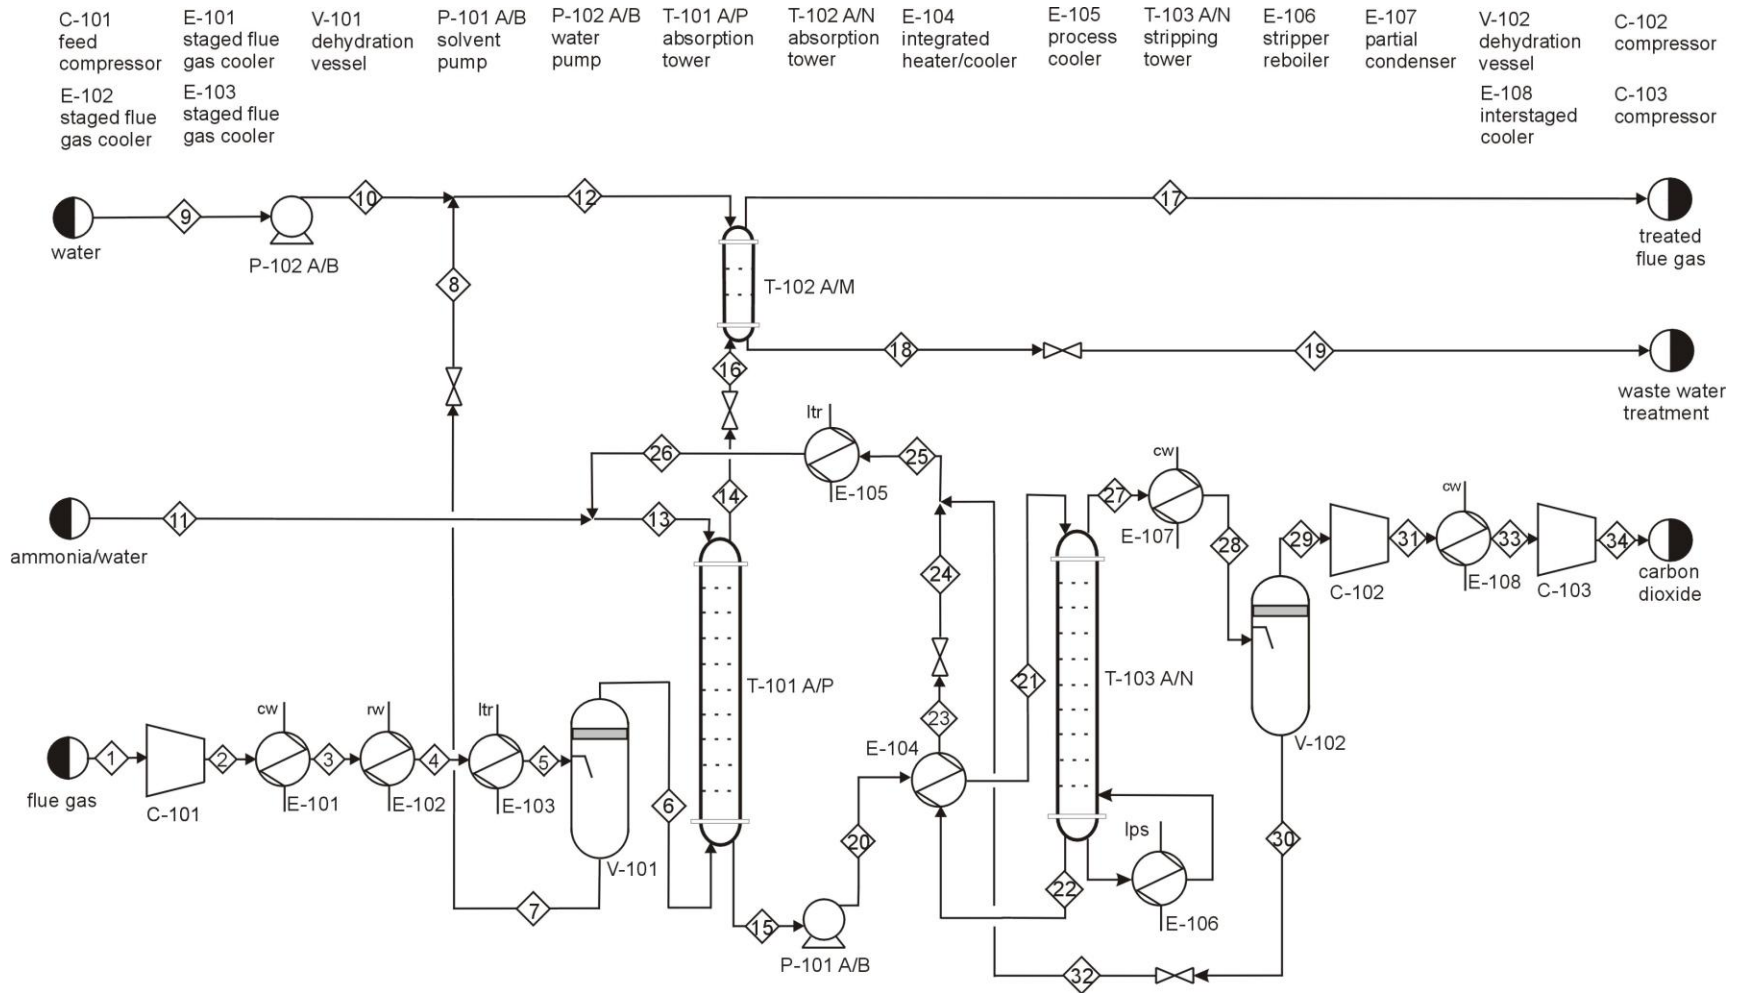 C-101
feed
compressor
E-101
staged flue
gas cooler
V-101
dehydration
vessel
P-101 A/B
solvent
pump
P-102 A/B
water
pump
T-101 A/P
absorption
tower
T-102 A/N
absorption
tower
E-104
integrated
heater/cooler
E-105
process
cooler
T-103 A/N
stripping
tower
E-106
stripper
reboiler
E-107
partial
condenser
V-102
dehydration
vessel
C-102
compressor
E-102
staged flue
gas cooler
E-103
staged flue
gas cooler
E-108
interstaged
cooler
C-103
compressor
9
10
12
17
water
P-102 A/B
treated
flue gas
8
T-102 A/M
18
19
16
waste water
treatment
ltr
26
25
E-105
14
11
13
ammonia/water
cw
27
E-107
28
cw
29
31
33
34
E-108
C-102
C-103
carbon
dioxide
24
21
T-101 A/P
T-103 A/N
23
E-104
V-102
cw
rw
ltr
1
2
3
4
5
flue gas
C-101
E-101
E-102
E-103
6
V-101
7
20
15
P-101 A/B
lps
22
E-106
30
32